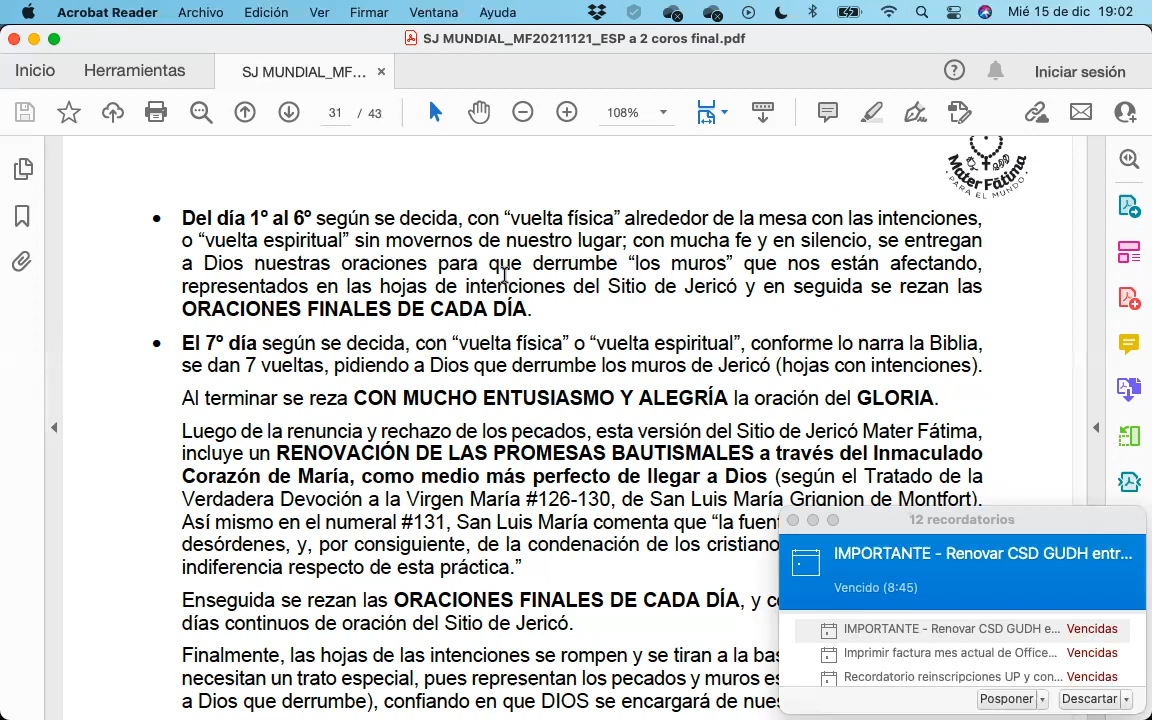 Acrobat Reader Archivo Edición Ver Firmar Ventana Ayuda Mié 15 de dic 19:02
SJ MUNDIAL_MF20211121_ESP a 2 coros final.pdf
Inicio Herramientas SJ MUNDIAL_MF... × Iniciar sesión
31 / 43 108%
Mater Fátima
· PARA EL MUNDO ·
• Del día 1º al 6º según se decida, con “vuelta física” alrededor de la mesa con las intenciones,
o “vuelta espiritual” sin movernos de nuestro lugar; con mucha fe y en silencio, se entregan
a Dios nuestras oraciones para que derrumbe “los muros” que nos están afectando,
representados en las hojas de intenciones del Sitio de Jericó y en seguida se rezan las
ORACIONES FINALES DE CADA DÍA.
• El 7º día según se decida, con “vuelta física” o “vuelta espiritual”, conforme lo narra la Biblia,
se dan 7 vueltas, pidiendo a Dios que derrumbe los muros de Jericó (hojas con intenciones).
Al terminar se reza CON MUCHO ENTUSIASMO Y ALEGRÍA la oración del GLORIA.
Luego de la renuncia y rechazo de los pecados, esta versión del Sitio de Jericó Mater Fátima,
incluye un RENOVACIÓN DE LAS PROMESAS BAUTISMALES a través del Inmaculado
Corazón de María, como medio más perfecto de llegar a Dios (según el Tratado de la
Verdadera Devoción a la Virgen María #126-130, de San Luis María Grignion de Montfort).
Así mismo en el numeral #131, San Luis María comenta que “la fuent
desórdenes, y, por consiguiente, de la condenación de los cristiano
indiferencia respecto de esta práctica.”
Enseguida se rezan las ORACIONES FINALES DE CADA DÍA, y c
días continuos de oración del Sitio de Jericó.
Finalmente, las hojas de las intenciones se rompen y se tiran a la bas
necesitan un trato especial, pues representan los pecados y muros es
a Dios que derrumbe), confiando en que DIOS se encargará de nues
12 recordatorios
IMPORTANTE - Renovar CSD GUDH entr...
Vencido (8:45)
IMPORTANTE - Renovar CSD GUDH e... Vencidas
Imprimir factura mes actual de Office... Vencidas
Recordatorio reinscripciones UP y con... Vencidas
Posponer Descartar